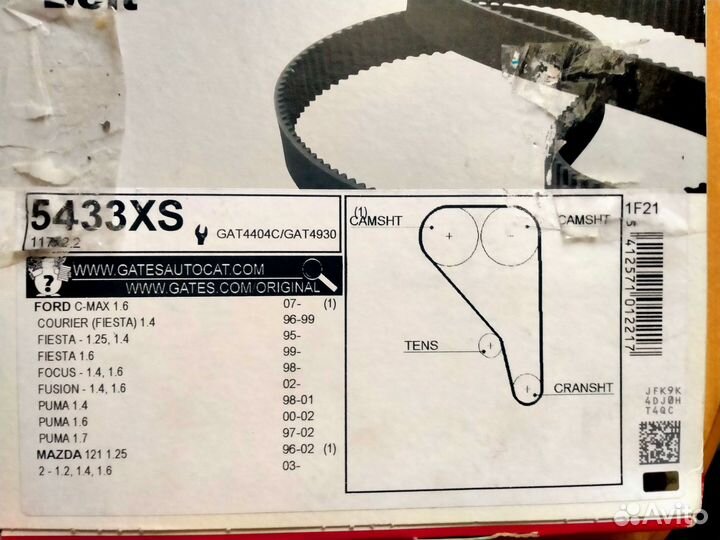 Belt
5433XS
GAT4404C/GAT4930
WWW.GATESAUTOCAT.COM
WWW.GATES.COM/ORIGINAL
FORD C-MAX 1.6 07- (1)
COURIER (FIESTA) 1.4 96-99
FIESTA - 1.25, 1.4 95-
FIESTA 1.6 99-
FOCUS - 1.4, 1.6 98-
FUSION - 1.4, 1.6 02-
PUMA 1.4 98-01
PUMA 1.6 00-02
PUMA 1.7 97-02
MAZDA 121 1.25 96-02 (1)
2 - 1.2, 1.4, 1.6 03-
(1)
CAMSHT
CAMSHT
TENS
CRANSHT
1F21
5 412571 012217
JFK9K
4DJ0H
T4QC
Avito